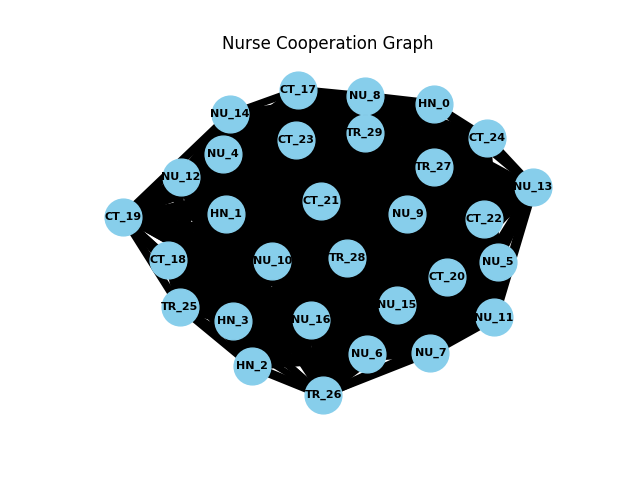 Nurse Cooperation Graph
CT_17
NU_8
HN_0
NU_14
CT_23
TR_29
CT_24
NU_4
TR_27
NU_12
NU_13
CT_21
CT_19
HN_1
NU_9
CT_22
CT_18
NU_10
TR_28
NU_5
CT_20
TR_25
HN_3
NU_16
NU_15
NU_11
HN_2
NU_6
NU_7
TR_26